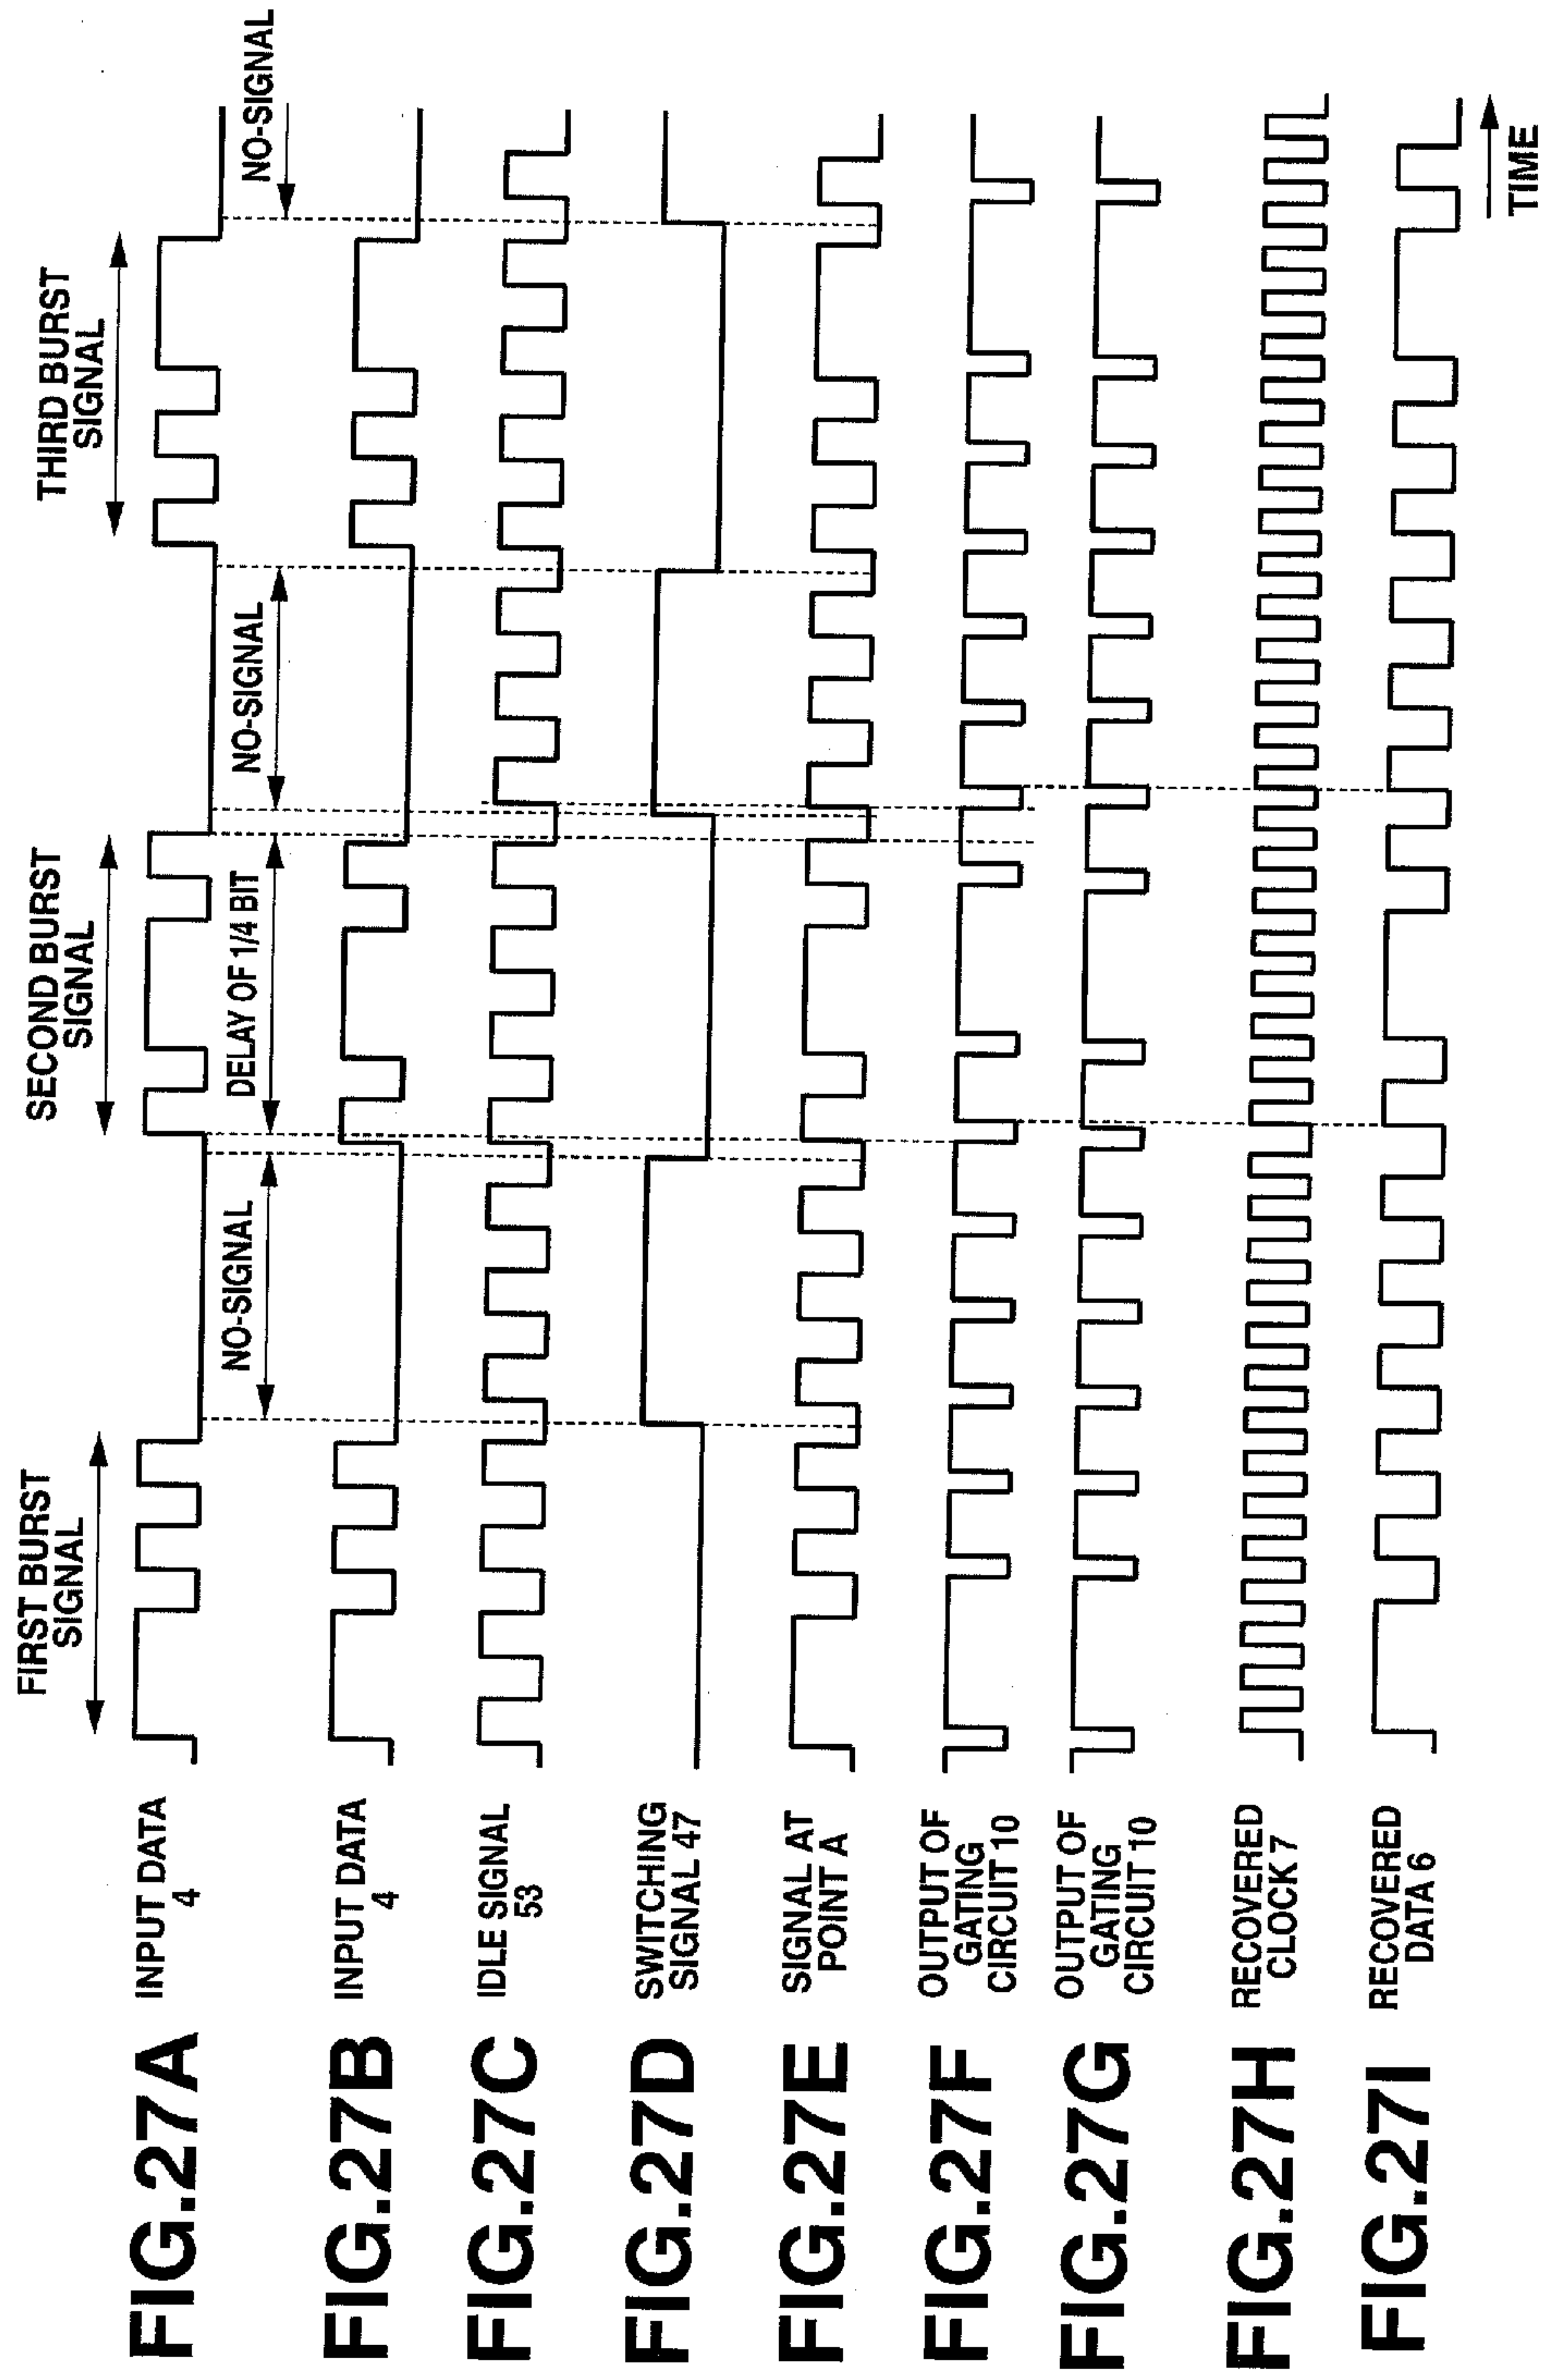 FIRST BURST
SIGNAL
SECOND BURST
SIGNAL
THIRD BURST
SIGNAL
FIG.27A
INPUT DATA
4
NO-SIGNAL
DELAY OF 1/4 BIT
NO-SIGNAL
NO-SIGNAL
FIG.27B
INPUT DATA
4
FIG.27C
IDLE SIGNAL
53
FIG.27D
SWITCHING
SIGNAL 47
FIG.27E
SIGNAL AT
POINT A
FIG.27F
OUTPUT OF
GATING
CIRCUIT 10
FIG.27G
OUTPUT OF
GATING
CIRCUIT 10
FIG.27H
RECOVERED
CLOCK 7
FIG.27I
RECOVERED
DATA 6
TIME